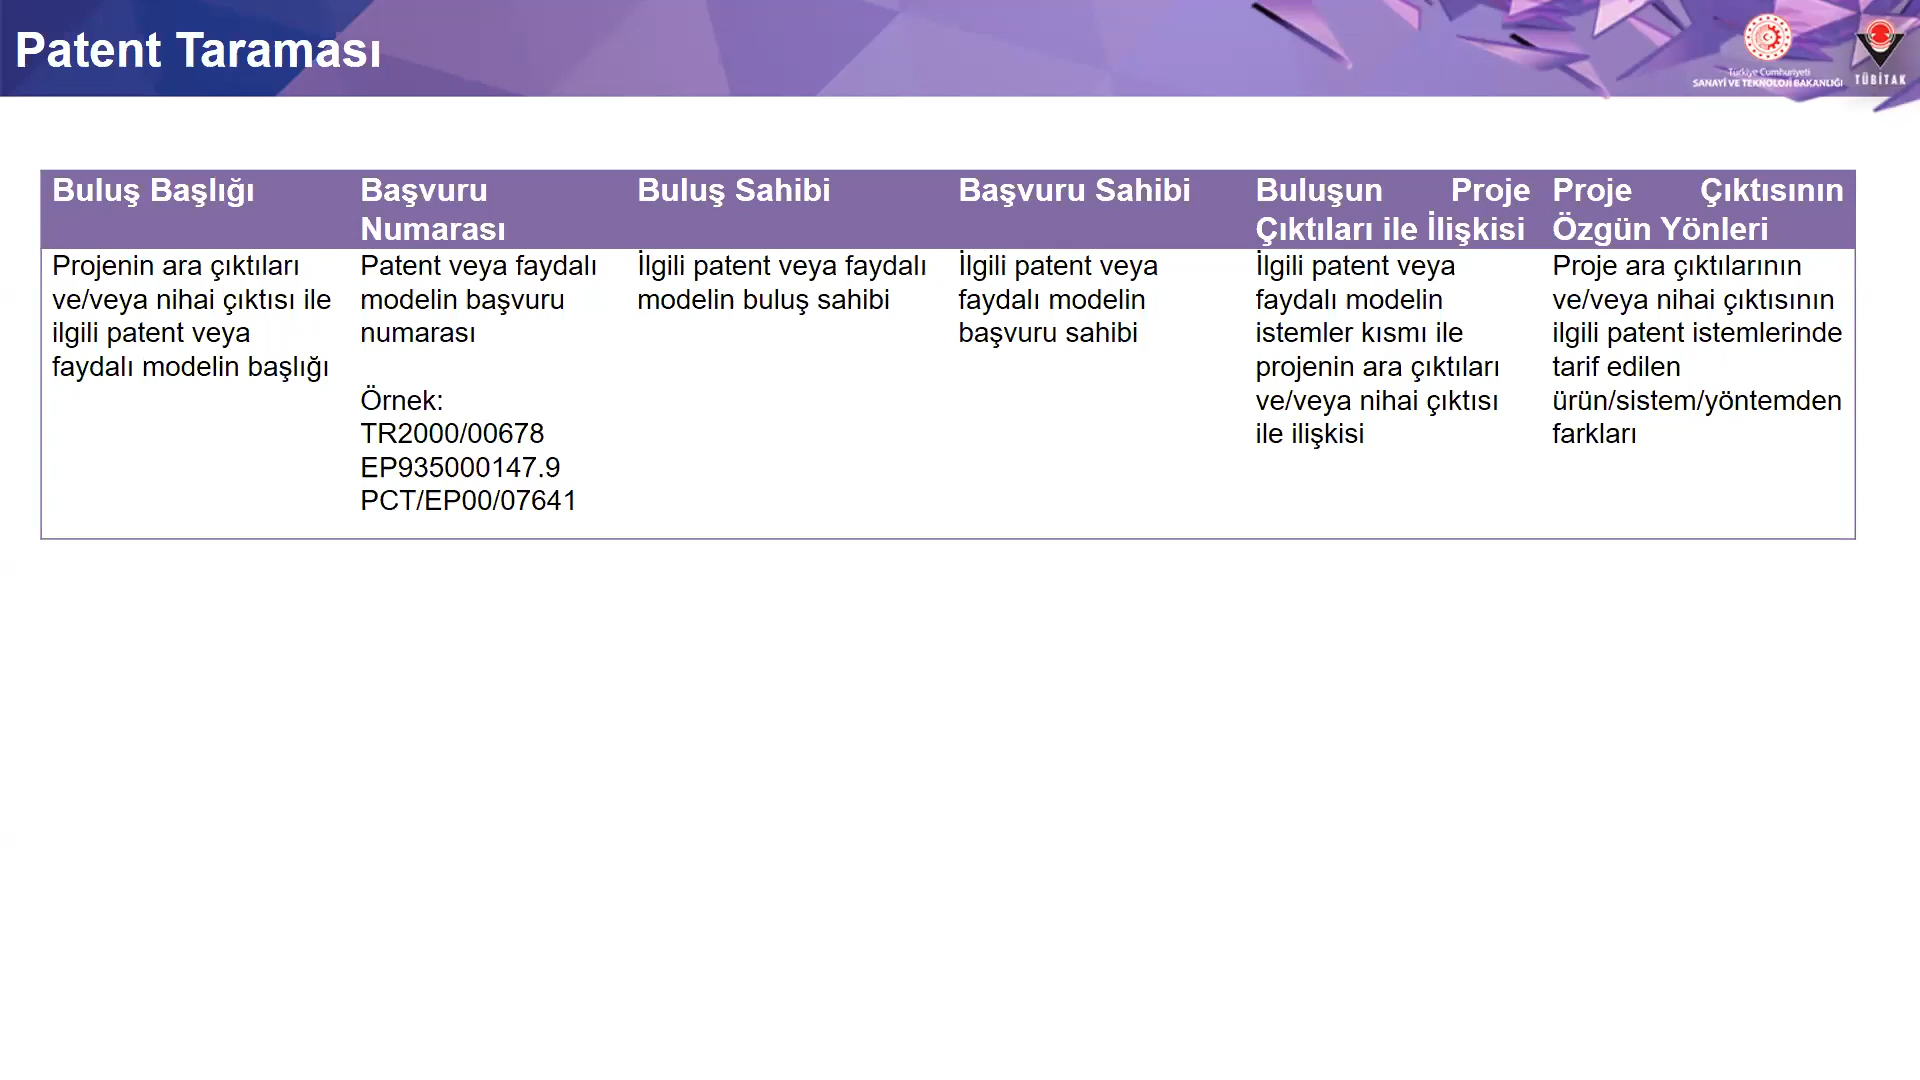 Patent Taraması
Türkiye Cumhuriyeti
SANAYİ VE TEKNOLOJİ BAKANLIĞI
TÜBİTAK
Buluş Başlığı
Başvuru
Numarası
Buluş Sahibi
Başvuru Sahibi
Buluşun Proje
Çıktıları ile İlişkisi
Proje Çıktısının
Özgün Yönleri
Projenin ara çıktıları
ve/veya nihai çıktısı ile
ilgili patent veya
faydalı modelin başlığı
Patent veya faydalı
modelin başvuru
numarası
Örnek:
TR2000/00678
EP935000147.9
PCT/EP00/07641
İlgili patent veya faydalı
modelin buluş sahibi
İlgili patent veya
faydalı modelin
başvuru sahibi
İlgili patent veya
faydalı modelin
istemler kısmı ile
projenin ara çıktıları
ve/veya nihai çıktısı
ile ilişkisi
Proje ara çıktılarının
ve/veya nihai çıktısının
ilgili patent istemlerinde
tarif edilen
ürün/sistem/yöntemden
farkları